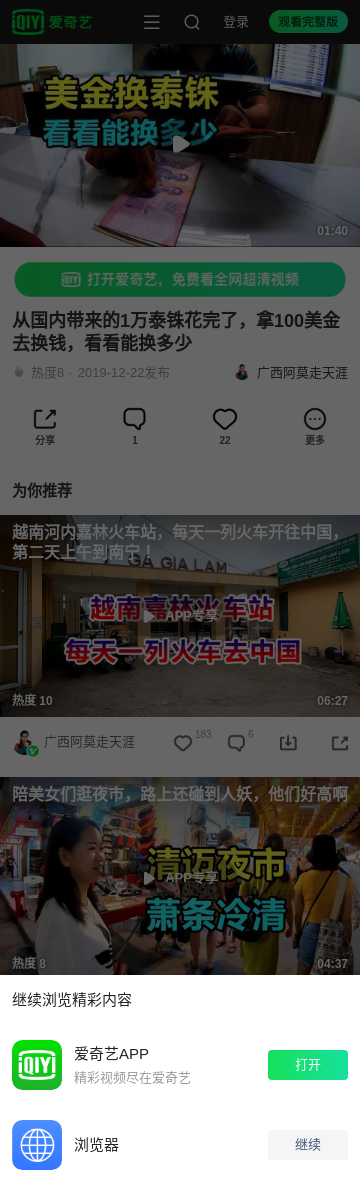 iQIYI 爱奇艺 登录 观看完整版
美金换泰铢
看看能换多少
01:40
iQIYI 打开爱奇艺，免费看全网超清视频
从国内带来的1万泰铢花完了，拿100美金
去换钱，看看能换多少
热度8 · 2019-12-22发布 广西阿莫走天涯
分享 1 22 更多
为你推荐
越南河内嘉林火车站，每天一列火车开往中国，
第二天上午到南宁！
GA GIA LAM
越南嘉林火车站
APP专享
每天一列火车去中国
热度 10 06:27
广西阿莫走天涯 183 6
陪美女们逛夜市，路上还碰到人妖，他们好高啊
清迈夜市
APP专享
萧条冷清
热度 8 04:37
继续浏览精彩内容
iQIYI 爱奇艺APP 打开
精彩视频尽在爱奇艺
浏览器 继续